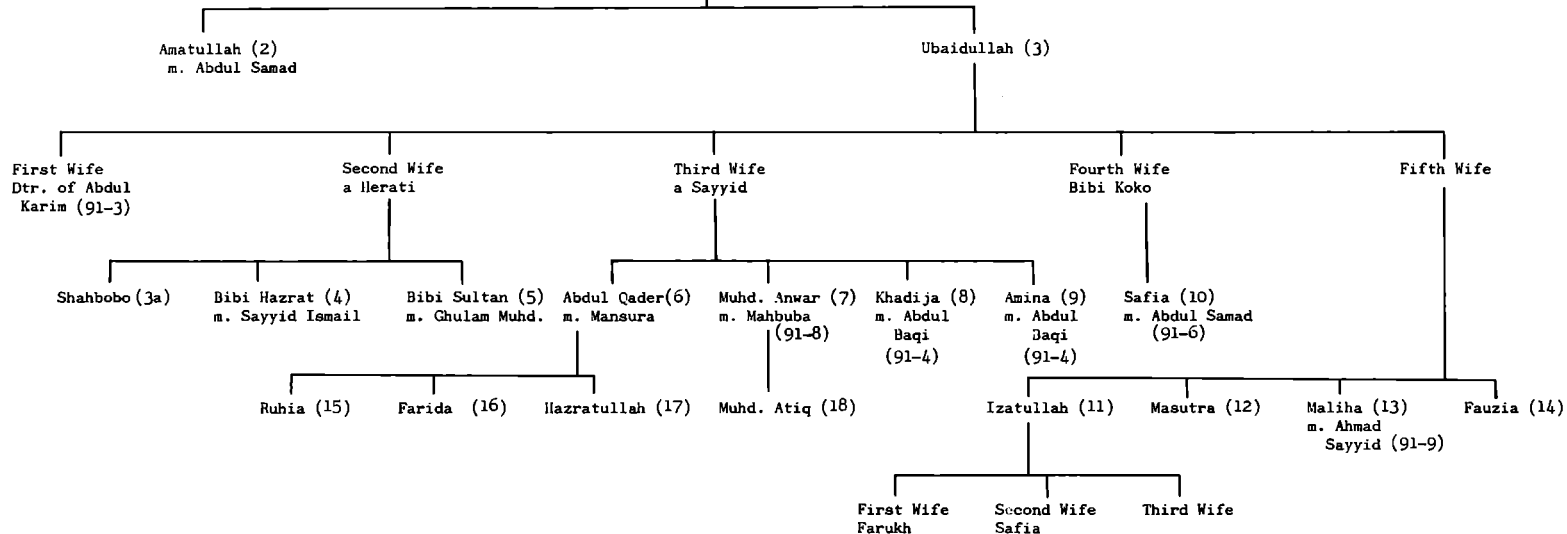 Amatullah (2)
m. Abdul Samad
Ubaidullah (3)
First Wife
Dtr. of Abdul
Karim (91-3)
Second Wife
a Herati
Third Wife
a Sayyid
Fourth Wife
Bibi Koko
Fifth Wife
Shahbobo (3a)
Bibi Hazrat (4)
m. Sayyid Ismail
Bibi Sultan (5)
m. Ghulam Muhd.
Abdul Qader(6)
m. Mansura
Muhd. Anwar (7)
m. Mahbuba
(91-8)
Khadija (8)
m. Abdul
Baqi
(91-4)
Amina (9)
m. Abdul
Baqi
(91-4)
Safia (10)
m. Abdul Samad
(91-6)
Ruhia (15)
Farida (16)
Hazratullah (17)
Muhd. Atiq (18)
Izatullah (11)
Masutra (12)
Maliha (13)
m. Ahmad
Sayyid (91-9)
Fauzia (14)
First Wife
Farukh
Second Wife
Safia
Third Wife